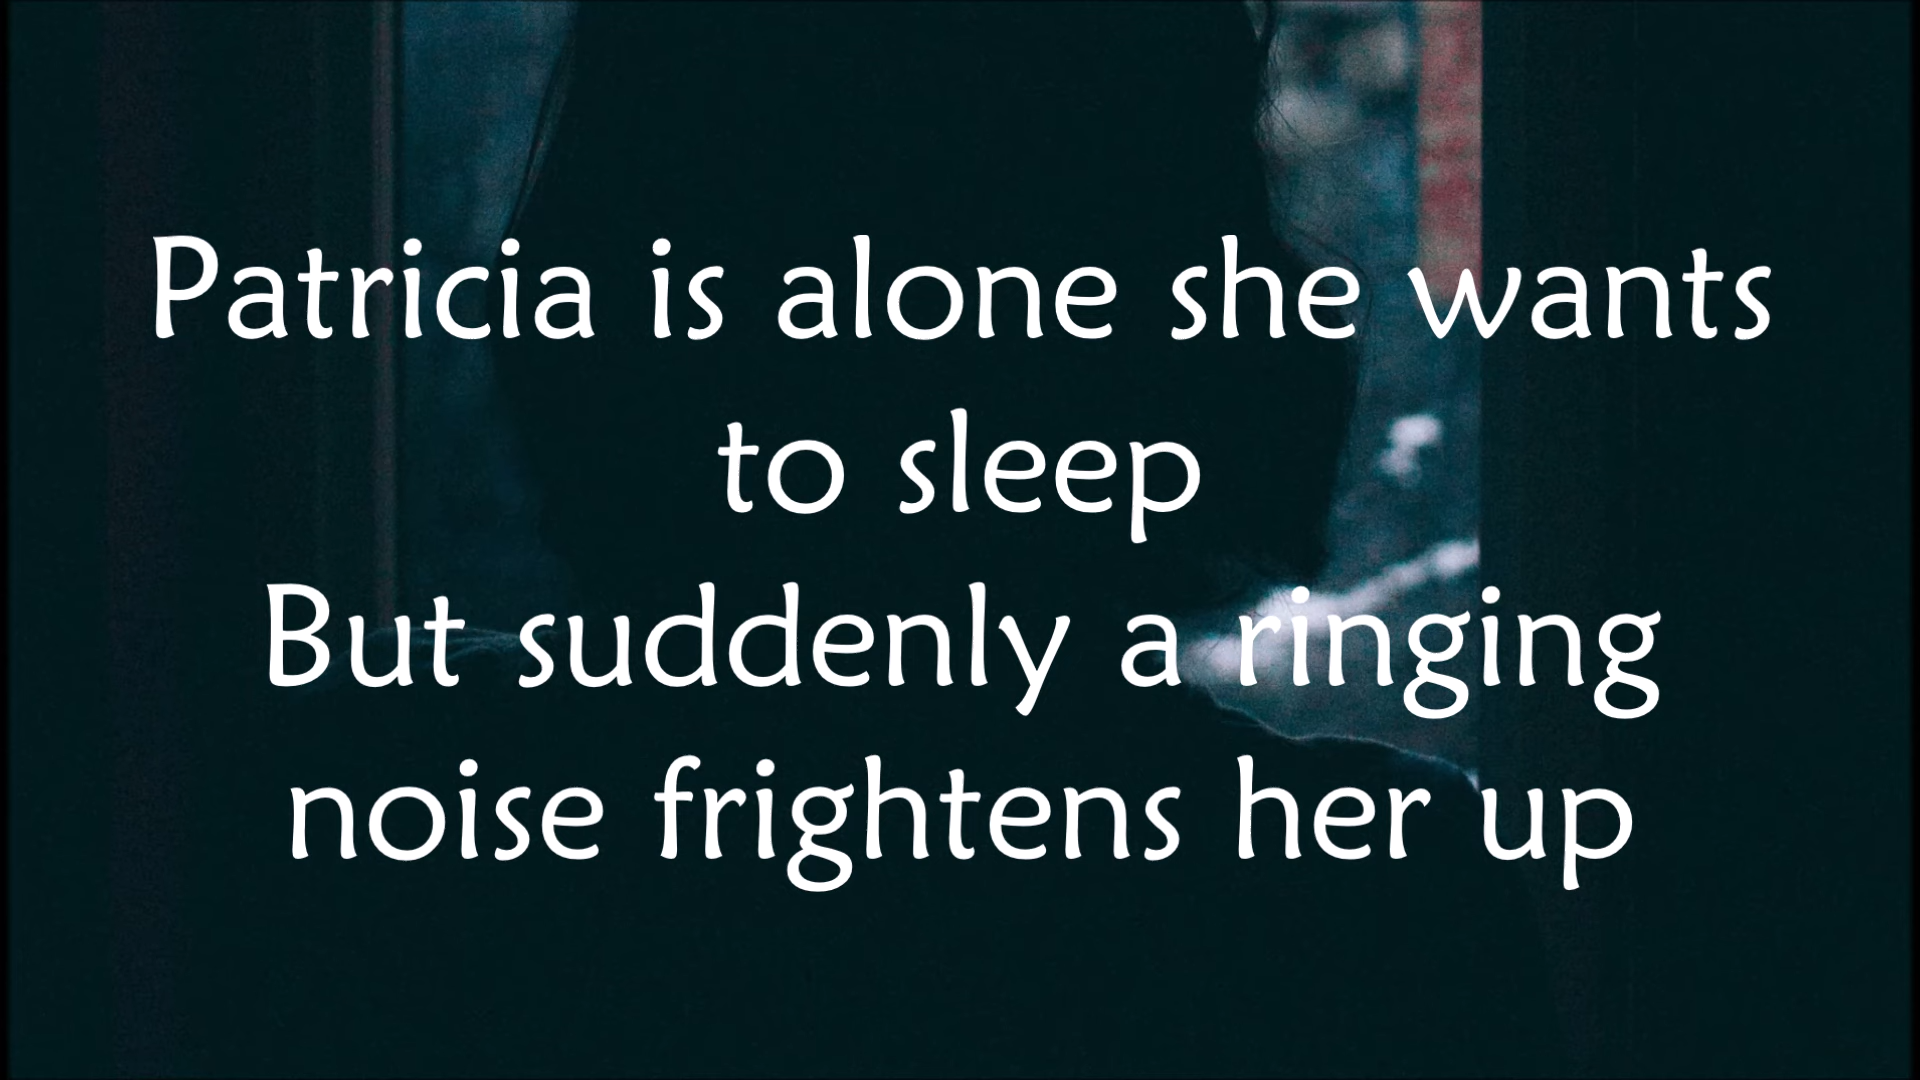 Patricia is alone she wants
to sleep
But suddenly a ringing
noise frightens her up